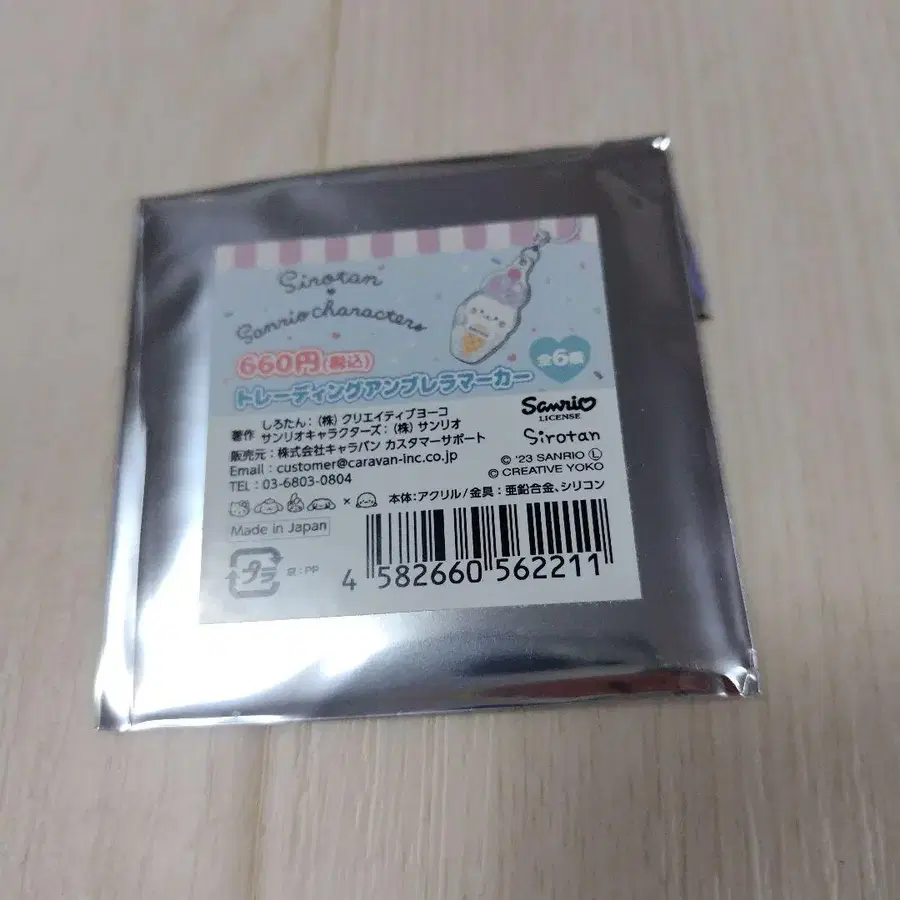 Sirotan
Sanrio characters
660円(税込)
全6種
トレーディングアンブレラマーカー
著作 しろたん：(株) クリエイティブヨーコ
サンリオキャラクターズ：(株) サンリオ
販売元：株式会社キャラバン カスタマーサポート
Email：customer@caravan-inc.co.jp
TEL：03-6803-0804
Sanrio
LICENSE
Sirotan
© '23 SANRIO Ⓛ
© CREATIVE YOKO
×
本体：アクリル/金具：亜鉛合金、シリコン
Made in Japan
プラ
袋：PP
4 582660 562211